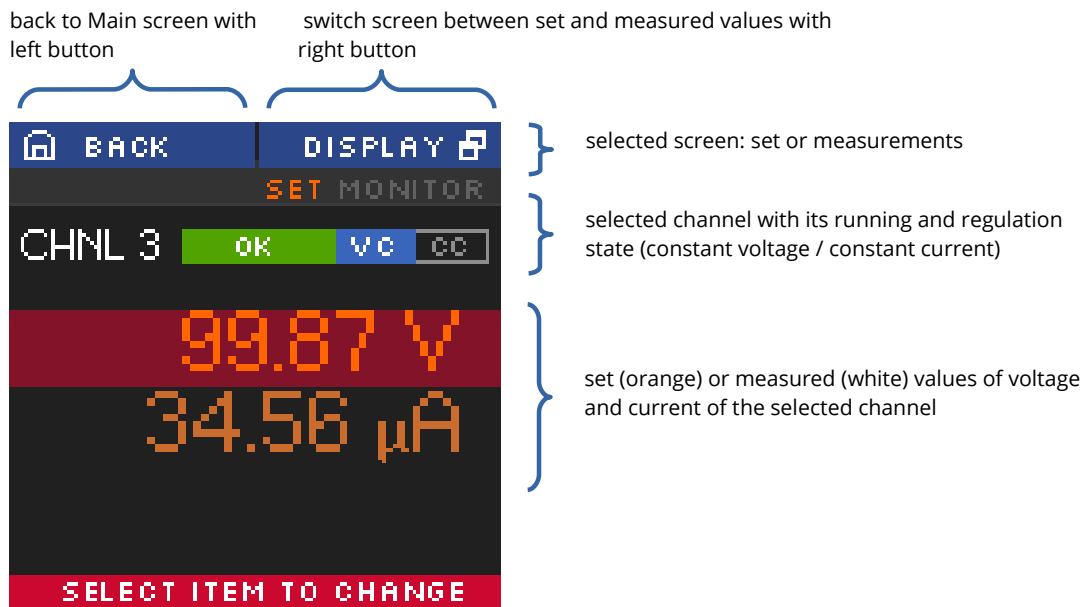 back to Main screen with
left button
switch screen between set and measured values with
right button
BACK
DISPLAY
SET MONITOR
CHNL 3
OK
VC
CC
99.87 V
34.56 µA
SELECT ITEM TO CHANGE
selected screen: set or measurements
selected channel with its running and regulation
state (constant voltage / constant current)
set (orange) or measured (white) values of voltage
and current of the selected channel